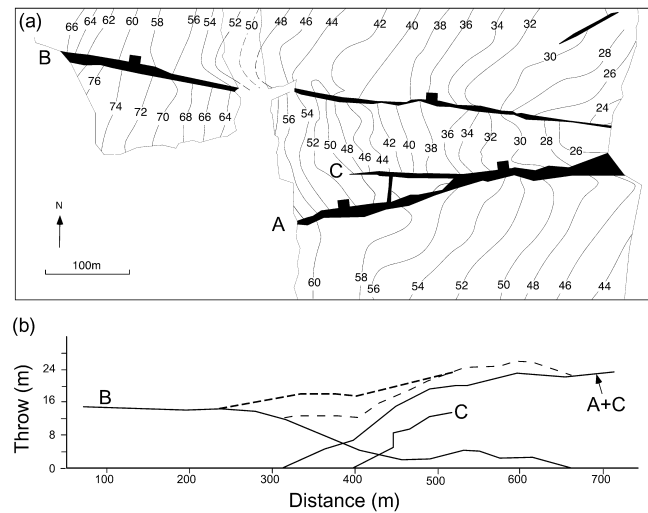 (a)
66 64 62 60 58 56 54 52 50 48 46 44 42 40 38 36 34 32
30 28
26
B
76
24
74
72
70
68 66 64
56 54
52 50 48
46 44
42 40 38
36 34 32
30 28 26
C
A
N
100m
60 58
56 54 52 50 48 46 44
(b)
Throw (m)
24
16
8
0
B
C
A+C
100 200 300 400 500 600 700
Distance (m)